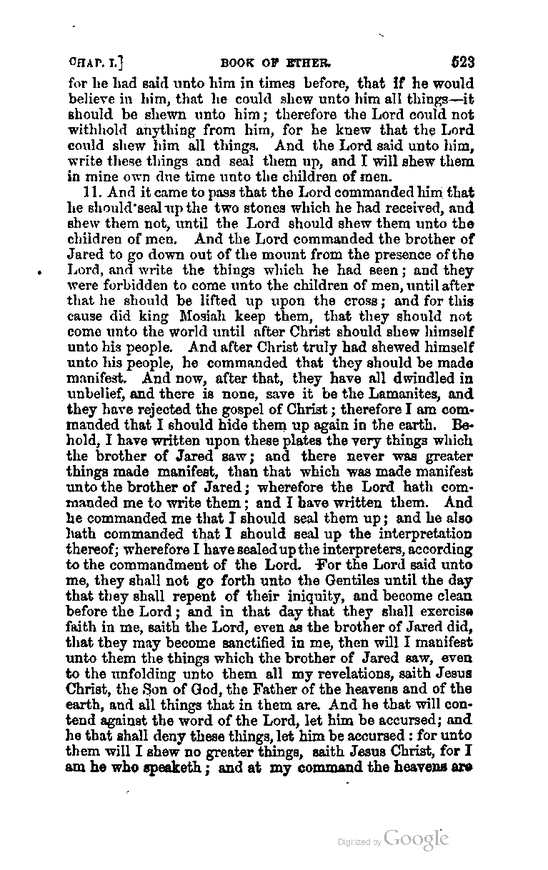 CHAP. I.] BOOK OF ETHER. 523
for he had said unto him in times before, that if he would
believe in him, that he could shew unto him all things—it
should be shewn unto him; therefore the Lord could not
withhold anything from him, for he knew that the Lord
could shew him all things. And the Lord said unto him,
write these things and seal them up, and I will shew them
in mine own due time unto the children of men.
11. And it came to pass that the Lord commanded him that
he should seal up the two stones which he had received, and
shew them not, until the Lord should shew them unto the
children of men. And the Lord commanded the brother of
Jared to go down out of the mount from the presence of the
Lord, and write the things which he had seen; and they
were forbidden to come unto the children of men, until after
that he should be lifted up upon the cross; and for this
cause did king Mosiah keep them, that they should not
come unto the world until after Christ should shew himself
unto his people. And after Christ truly had shewed himself
unto his people, he commanded that they should be made
manifest. And now, after that, they have all dwindled in
unbelief, and there is none, save it be the Lamanites, and
they have rejected the gospel of Christ; therefore I am com-
manded that I should hide them up again in the earth. Be-
hold, I have written upon these plates the very things which
the brother of Jared saw; and there never was greater
things made manifest, than that which was made manifest
unto the brother of Jared; wherefore the Lord hath com-
manded me to write them; and I have written them. And
he commanded me that I should seal them up; and he also
hath commanded that I should seal up the interpretation
thereof; wherefore I have sealed up the interpreters, according
to the commandment of the Lord. For the Lord said unto
me, they shall not go forth unto the Gentiles until the day
that they shall repent of their iniquity, and become clean
before the Lord; and in that day that they shall exercise
faith in me, saith the Lord, even as the brother of Jared did,
that they may become sanctified in me, then will I manifest
unto them the things which the brother of Jared saw, even
to the unfolding unto them all my revelations, saith Jesus
Christ, the Son of God, the Father of the heavens and of the
earth, and all things that in them are. And he that will con-
tend against the word of the Lord, let him be accursed; and
he that shall deny these things, let him be accursed: for unto
them will I shew no greater things, saith Jesus Christ, for I
am he who speaketh; and at my command the heavens are
Digitized by Google